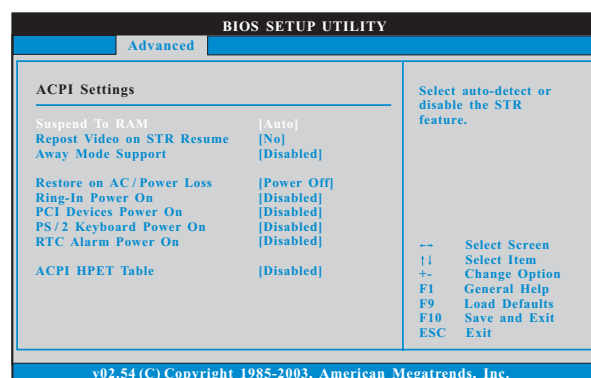 BIOS SETUP UTILITY
Advanced
ACPI Settings
Suspend To RAM [Auto]
Repost Video on STR Resume [No]
Away Mode Support [Disabled]
Restore on AC / Power Loss [Power Off]
Ring-In Power On [Disabled]
PCI Devices Power On [Disabled]
PS / 2 Keyboard Power On [Disabled]
RTC Alarm Power On [Disabled]
ACPI HPET Table [Disabled]
Select auto-detect or
disable the STR
feature.
←→ Select Screen
↑↓ Select Item
+- Change Option
F1 General Help
F9 Load Defaults
F10 Save and Exit
ESC Exit
v02.54 (C) Copyright 1985-2003, American Megatrends, Inc.